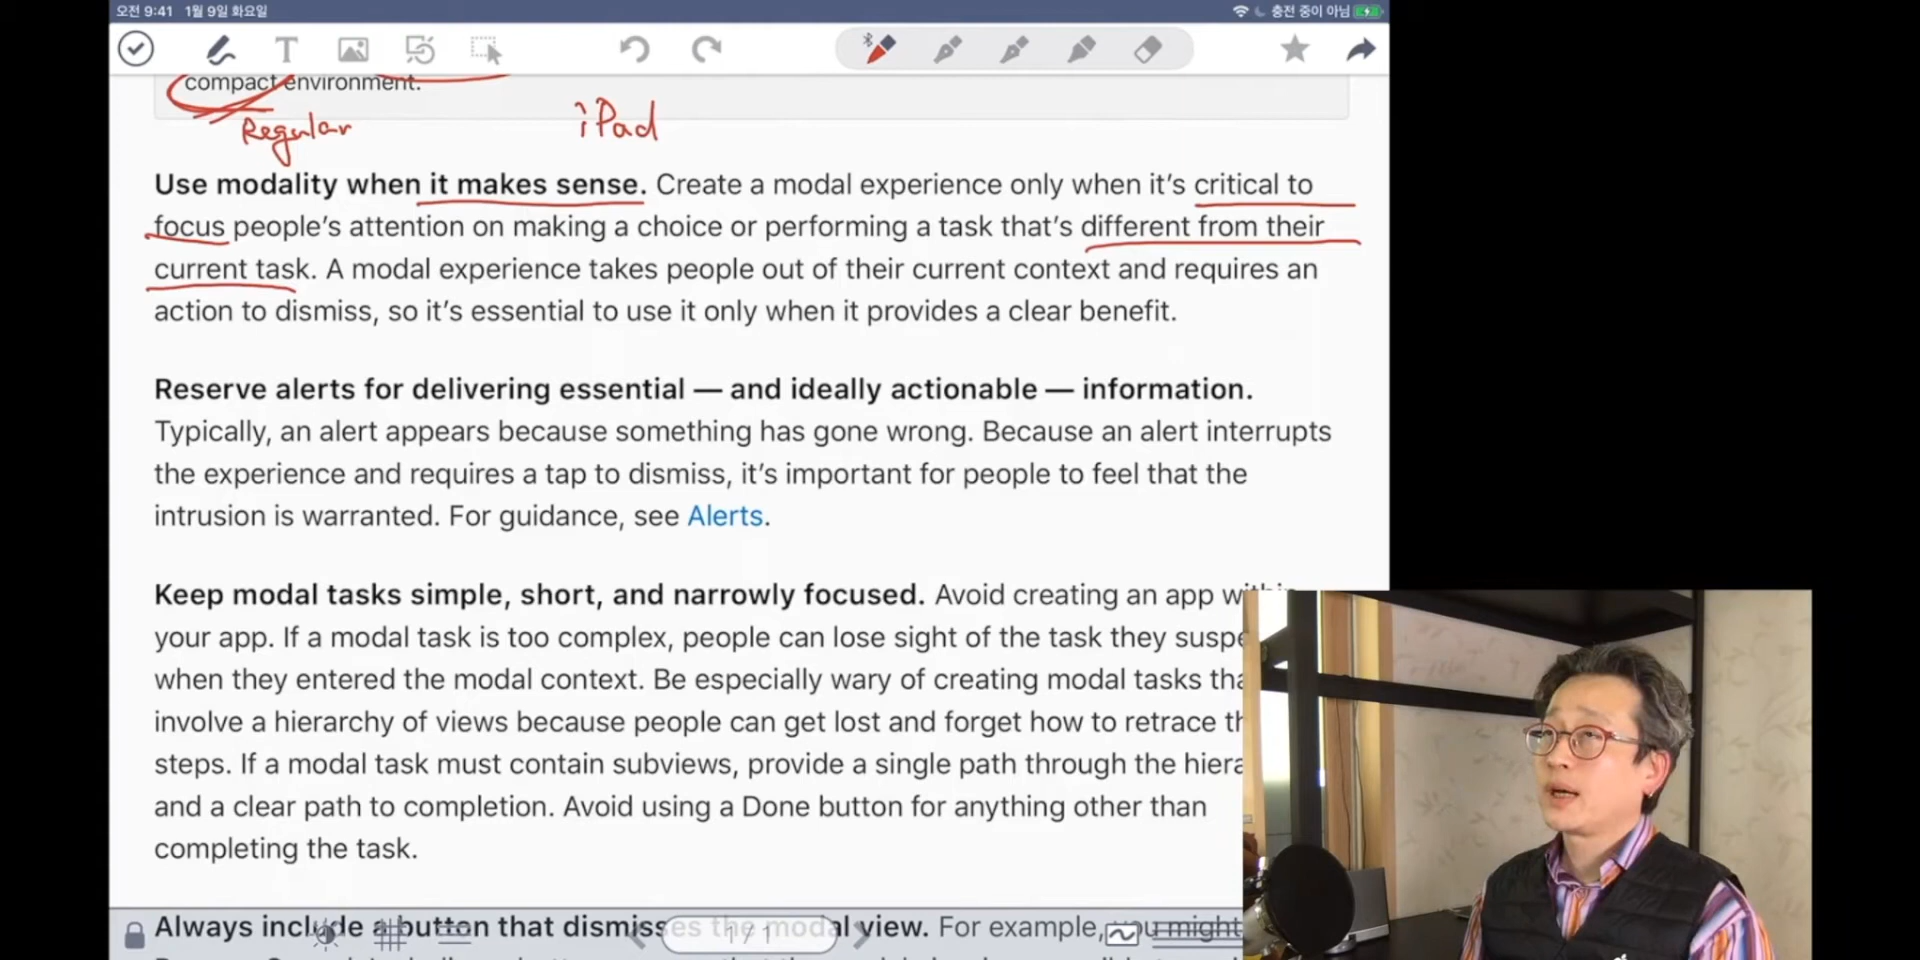 오전 9:41 1월 9일 화요일 충전 중이 아님
compact environment.
Regular iPad
Use modality when it makes sense. Create a modal experience only when it's critical to
focus people's attention on making a choice or performing a task that's different from their
current task. A modal experience takes people out of their current context and requires an
action to dismiss, so it's essential to use it only when it provides a clear benefit.
Reserve alerts for delivering essential — and ideally actionable — information.
Typically, an alert appears because something has gone wrong. Because an alert interrupts
the experience and requires a tap to dismiss, it's important for people to feel that the
intrusion is warranted. For guidance, see Alerts.
Keep modal tasks simple, short, and narrowly focused. Avoid creating an app within
your app. If a modal task is too complex, people can lose sight of the task they suspe
when they entered the modal context. Be especially wary of creating modal tasks tha
involve a hierarchy of views because people can get lost and forget how to retrace th
steps. If a modal task must contain subviews, provide a single path through the hiera
and a clear path to completion. Avoid using a Done button for anything other than
completing the task.
Always include a button that dismisses the modal view. For example, you might
1 / 1